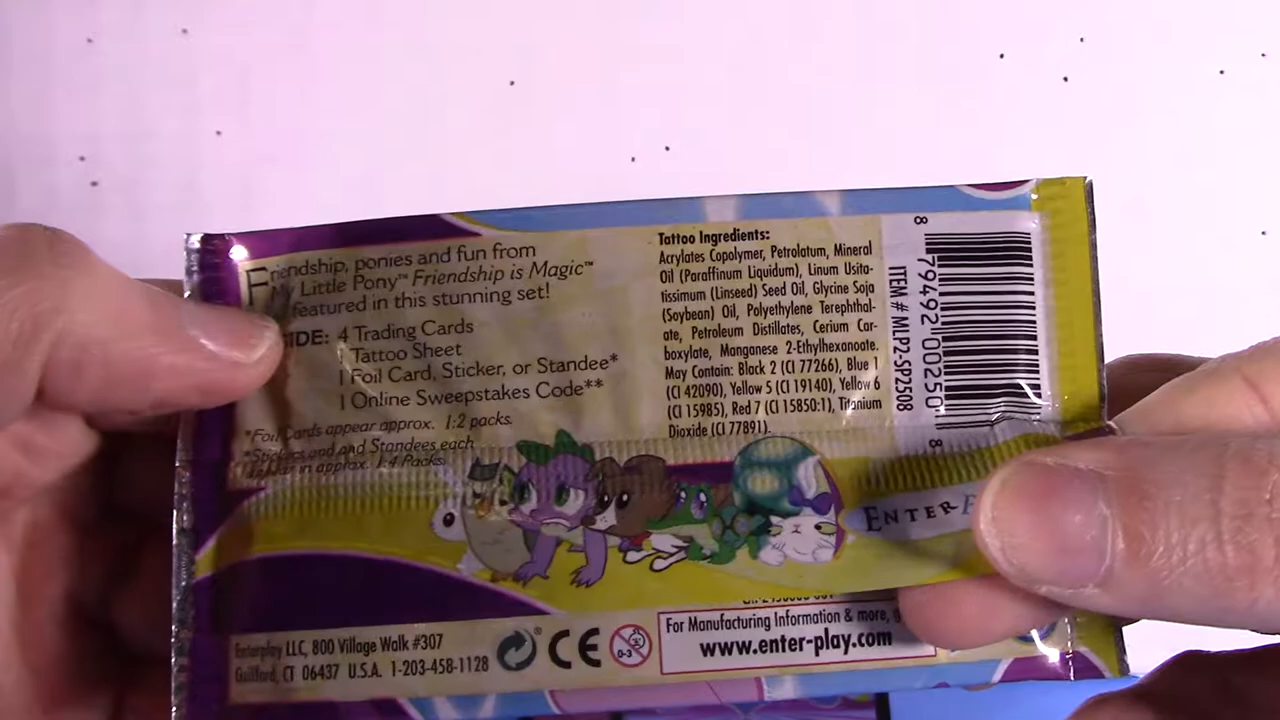 Friendship, ponies and fun from
My Little Pony™ Friendship is Magic™
featured in this stunning set!
IDE: 4 Trading Cards
1 Tattoo Sheet
1 Foil Card, Sticker, or Standee*
1 Online Sweepstakes Code**
*Foil Cards appear approx. 1:2 packs.
*Stickers and and Standees each
in approx. 1:4 Packs.
Tattoo Ingredients:
Acrylates Copolymer, Petrolatum, Mineral
Oil (Paraffinum Liquidum), Linum Usita-
tissimum (Linseed) Seed Oil, Glycine Soja
(Soybean) Oil, Polyethylene Terephthal-
ate, Petroleum Distillates, Cerium Car-
boxylate, Manganese 2-Ethylhexanoate.
May Contain: Black 2 (CI 77266), Blue 1
(CI 42090), Yellow 5 (CI 19140), Yellow 6
(CI 15985), Red 7 (CI 15850:1), Titanium
Dioxide (CI 77891).
ITEM # MLP2-SP2508
8 79492 00250 8
ENTER
Enterplay LLC, 800 Village Walk #307
Guilford, CT 06437 U.S.A. 1-203-458-1128
CE
0-3
For Manufacturing Information & more,
www.enter-play.com